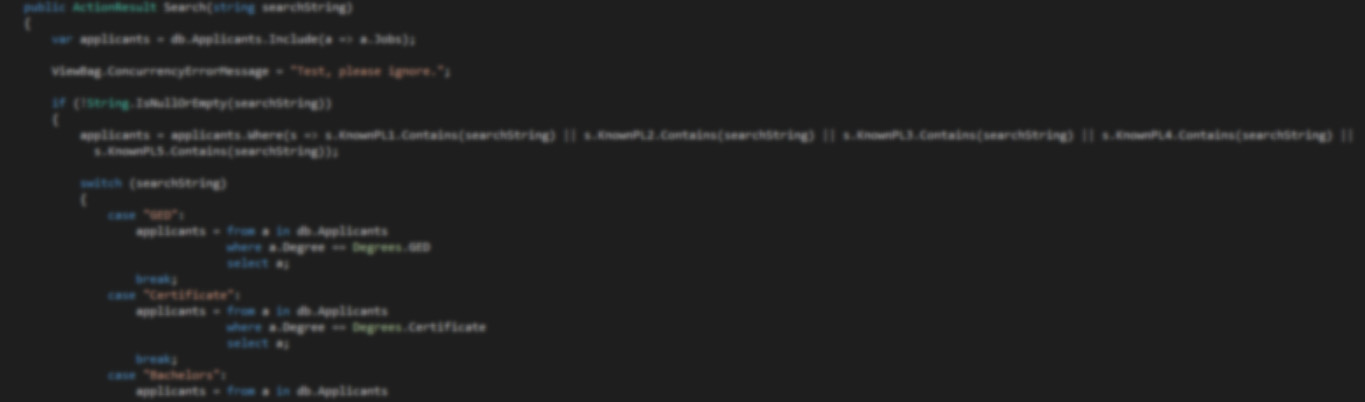 public ActionResult Search(string searchString)
{
var applicants = db.Applicants.Include(a => a.Jobs);
ViewBag.ConcurrencyErrorMessage = "Test, please ignore.";
if (!String.IsNullOrEmpty(searchString))
{
applicants = applicants.Where(s => s.KnownPL1.Contains(searchString) || s.KnownPL2.Contains(searchString) || s.KnownPL3.Contains(searchString) || s.KnownPL4.Contains(searchString) ||
s.KnownPL5.Contains(searchString));
switch (searchString)
{
case "GED":
applicants = from a in db.Applicants
where a.Degree == Degrees.GED
select a;
break;
case "Certificate":
applicants = from a in db.Applicants
where a.Degree == Degrees.Certificate
select a;
break;
case "Bachelors":
applicants = from a in db.Applicants